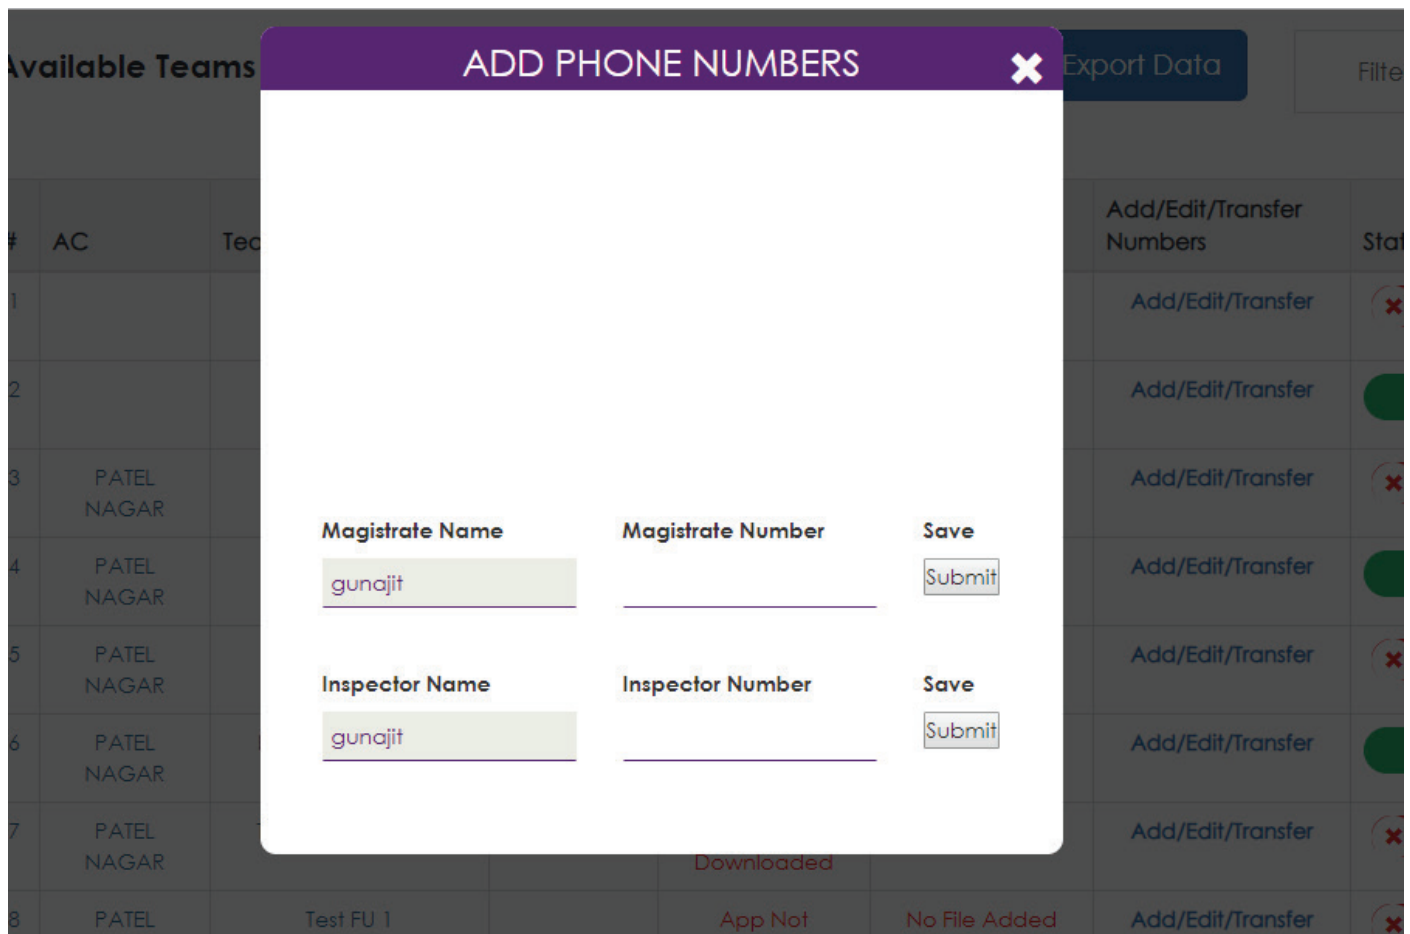 Available Teams
ADD PHONE NUMBERS
Export Data
#
AC
Add/Edit/Transfer
Numbers
1
Add/Edit/Transfer
2
Add/Edit/Transfer
3
PATEL
NAGAR
Add/Edit/Transfer
Magistrate Name
Magistrate Number
Save
gunajit
Submit
4
PATEL
NAGAR
Add/Edit/Transfer
5
PATEL
NAGAR
Add/Edit/Transfer
Inspector Name
Inspector Number
Save
gunajit
Submit
6
PATEL
NAGAR
Add/Edit/Transfer
7
PATEL
NAGAR
Downloaded
Add/Edit/Transfer
8
PATEL
Test FU 1
App Not
No File Added
Add/Edit/Transfer